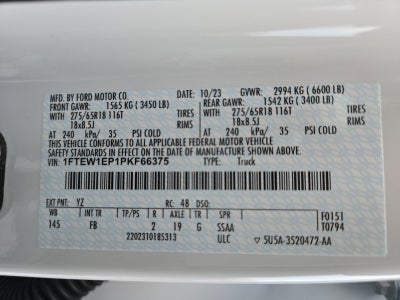 MFD. BY FORD MOTOR CO. 10/23 GVWR: 2994 KG ( 6600 LB)
FRONT GAWR: 1565 KG ( 3450 LB) REAR GAWR: 1542 KG ( 3400 LB)
WITH TIRES WITH TIRES
275/65R18 116T 275/65R18 116T
18x8.5J RIMS 18x8.5J RIMS
AT 240 kPa/ 35 PSI COLD AT 240 kPa/ 35 PSI COLD
THIS VEHICLE CONFORMS TO ALL APPLICABLE FEDERAL MOTOR VEHICLE
SAFETY AND THEFT PREVENTION STANDARDS IN EFFECT ON THE DATE OF MANUFACTURE SHOWN ABOVE.
VIN: 1FTEW1EP1PKF66375 TYPE: Truck
EXT PNT: YZ RC: 48 DSO:
WB INT TR TP/PS R AXLE TR SPR F0151
145 FB 2 19 G SSAA T0794
2202310185313 ULC 5U5A-3520472-AA